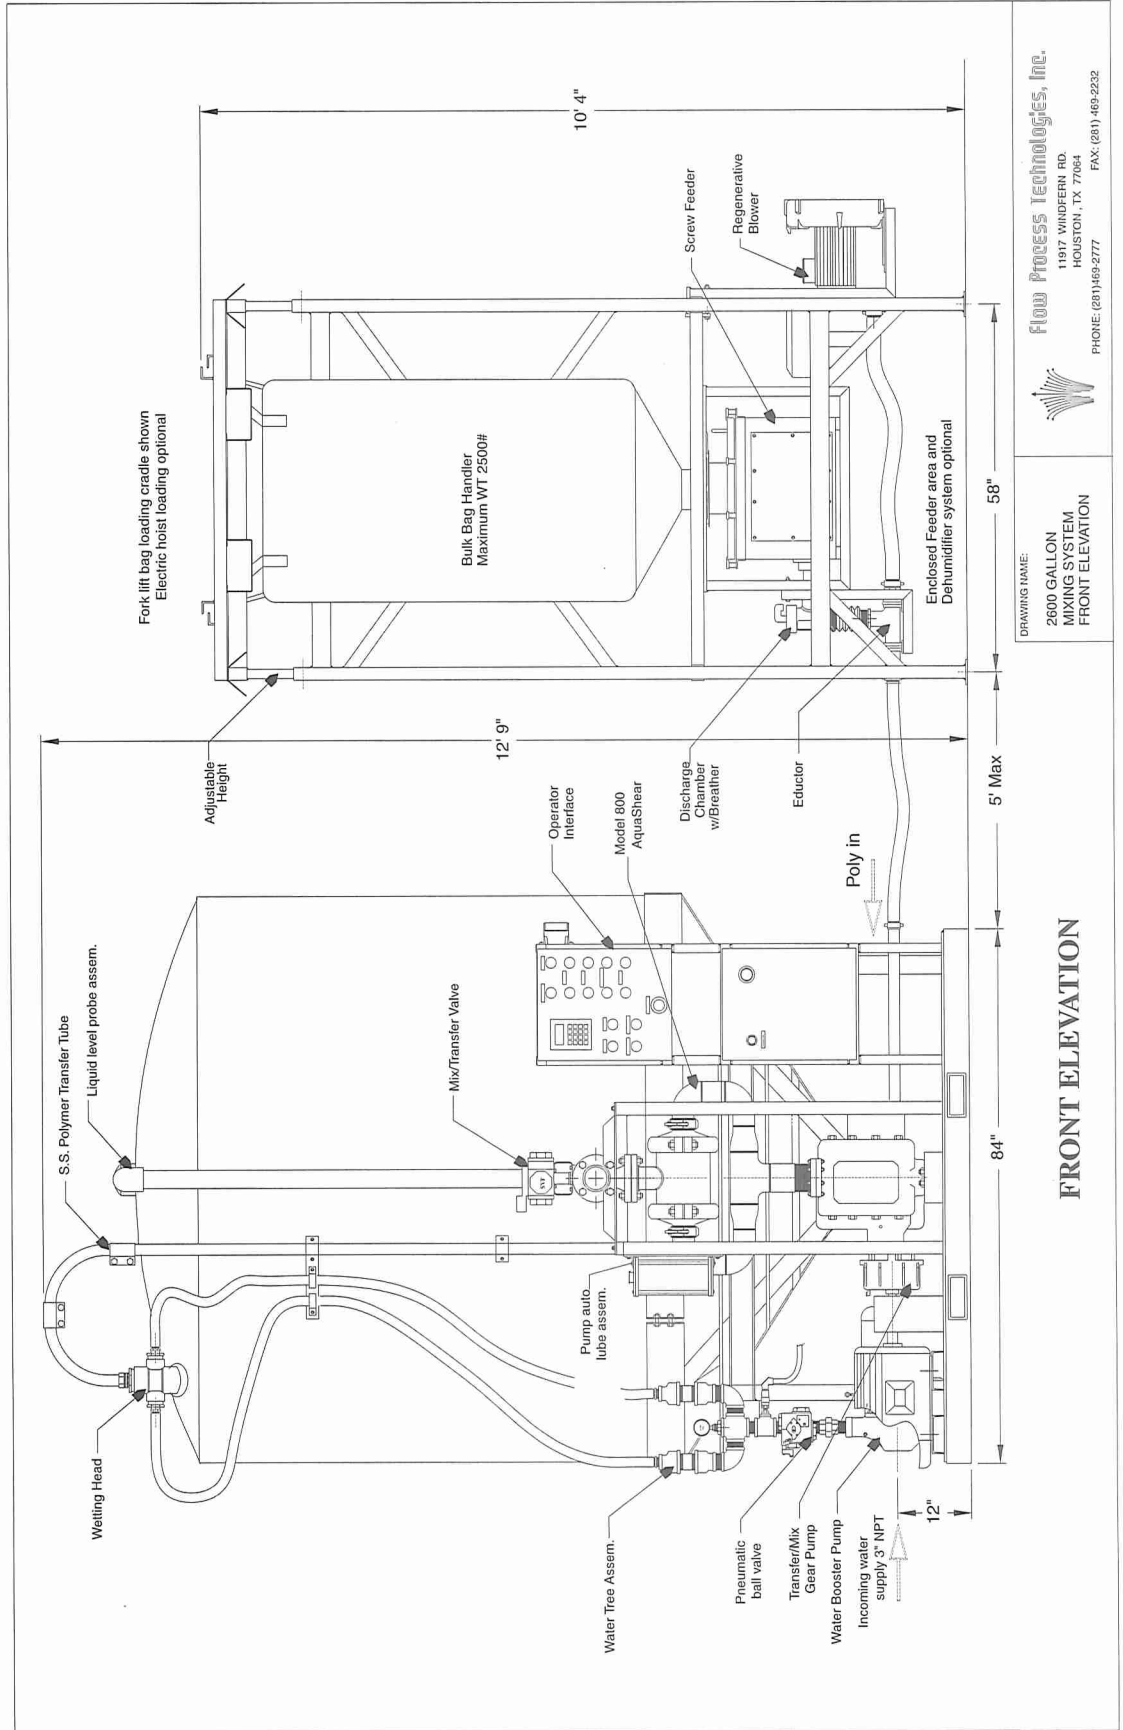 Fork lift bag loading cradle shown
Electric hoist loading optional
10' 4"
Bulk Bag Handler
Maximum WT 2500#
Screw Feeder
Regenerative
Blower
Adjustable
Height
12' 9"
58"
Enclosed Feeder area and
Dehumidifier system optional
Discharge
Chamber
w/Breather
Eductor
5' Max
S.S. Polymer Transfer Tube
Liquid level probe assem.
Mix/Transfer Valve
Operator
Interface
Model 800
AquaShear
Poly in
Wetting Head
Pump auto
lube assem.
SVF
84"
Water Tree Assem.
Pneumatic
ball valve
Transfer/Mix
Gear Pump
Water Booster Pump
Incoming water
supply 3" NPT
12"
FRONT ELEVATION
DRAWING NAME:
2600 GALLON
MIXING SYSTEM
FRONT ELEVATION
Flow Process Technologies, Inc.
11917 WINDFERN RD.
HOUSTON, TX 77064
PHONE: (281)469-2777 FAX: (281) 469-2232